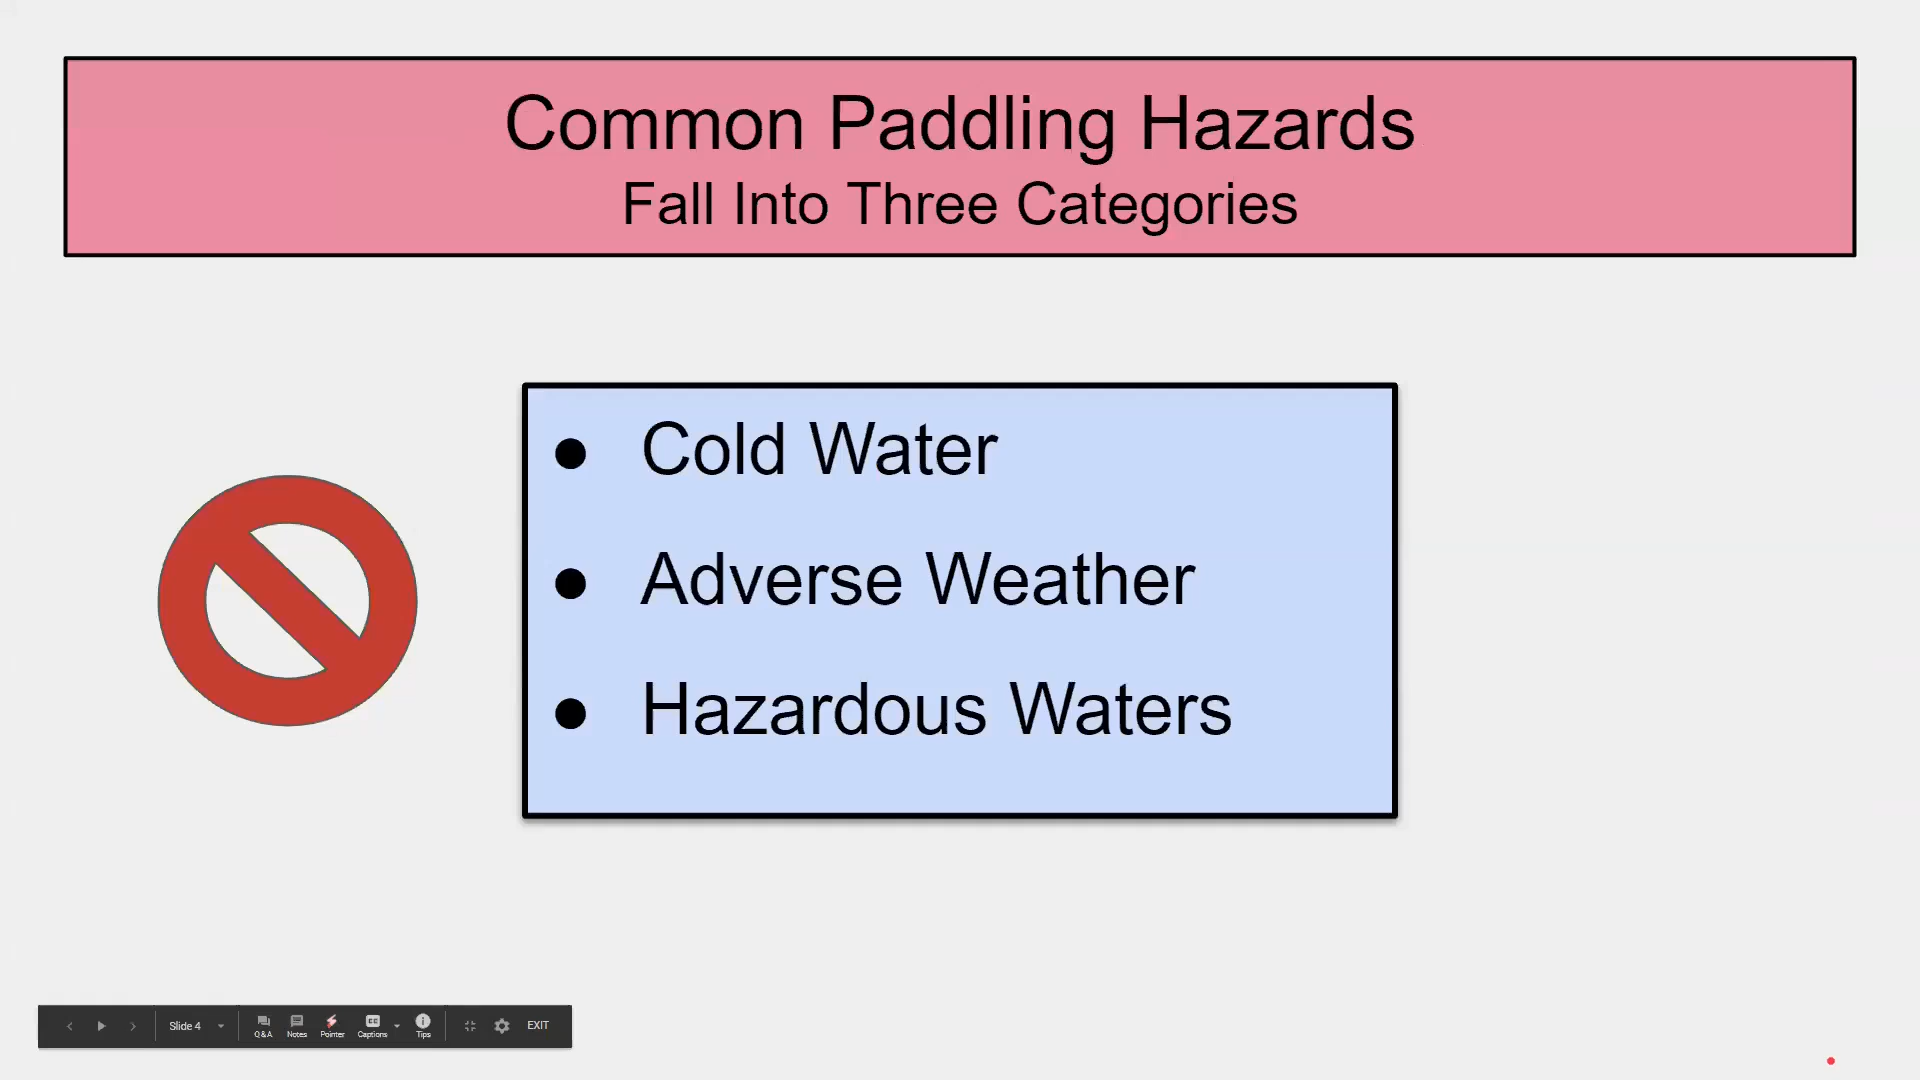 Common Paddling Hazards
Fall Into Three Categories
● Cold Water
● Adverse Weather
● Hazardous Waters
Slide 4 Q&A Notes Pointer CC Captions Tips EXIT